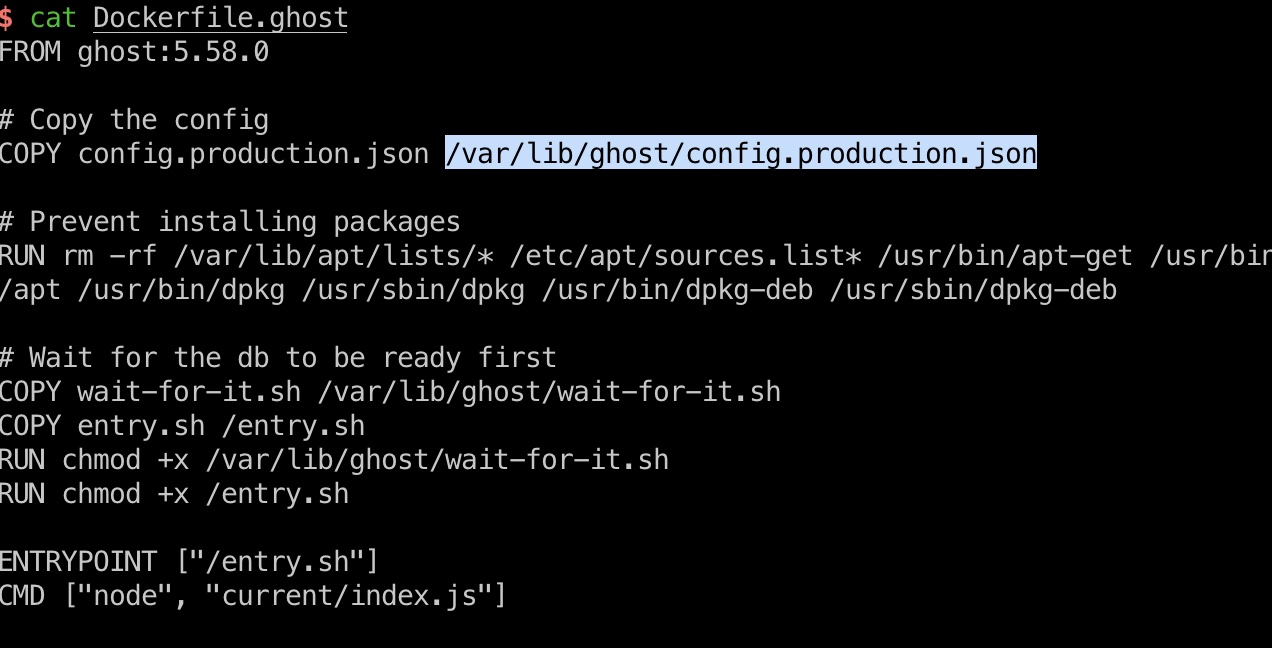 $ cat Dockerfile.ghost
FROM ghost:5.58.0
# Copy the config
COPY config.production.json /var/lib/ghost/config.production.json
# Prevent installing packages
RUN rm -rf /var/lib/apt/lists/* /etc/apt/sources.list* /usr/bin/apt-get /usr/bin
/apt /usr/bin/dpkg /usr/sbin/dpkg /usr/bin/dpkg-deb /usr/sbin/dpkg-deb
# Wait for the db to be ready first
COPY wait-for-it.sh /var/lib/ghost/wait-for-it.sh
COPY entry.sh /entry.sh
RUN chmod +x /var/lib/ghost/wait-for-it.sh
RUN chmod +x /entry.sh
ENTRYPOINT ["/entry.sh"]
CMD ["node", "current/index.js"]